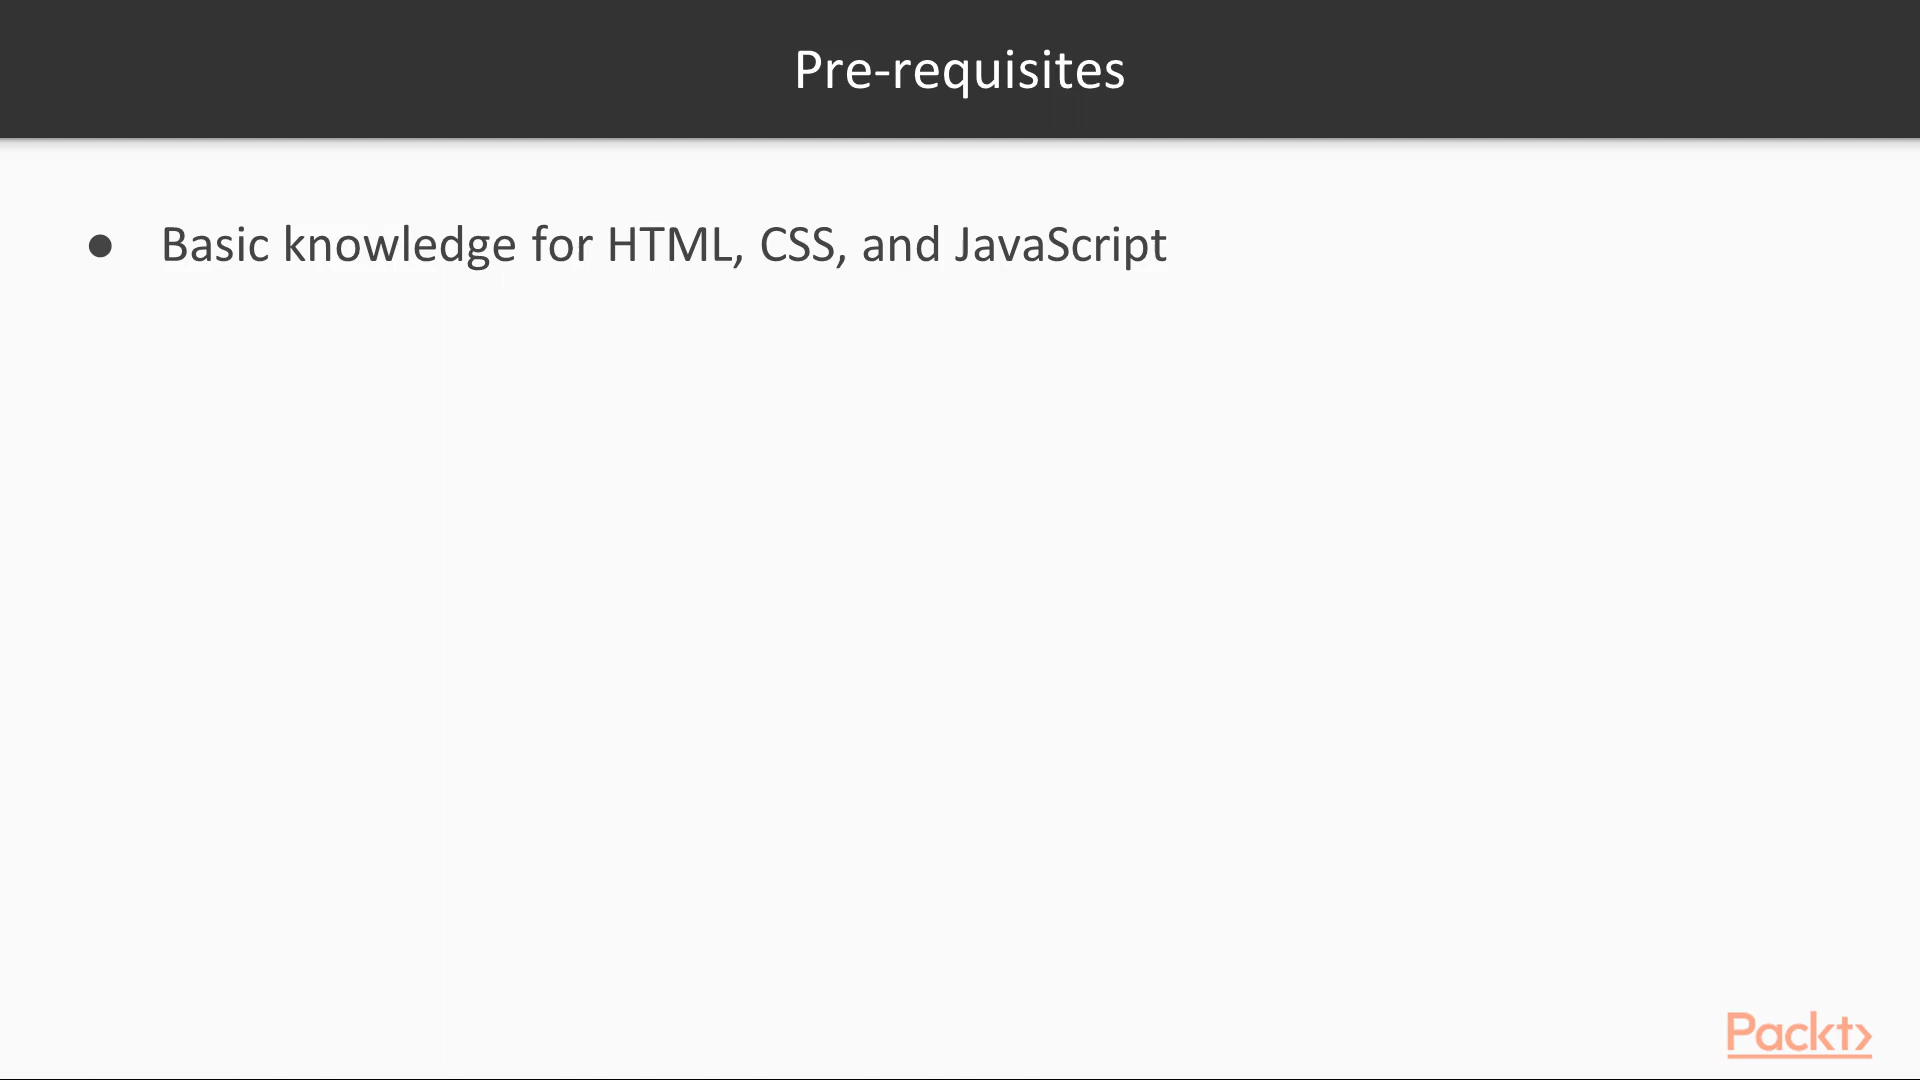 Pre-requisites
● Basic knowledge for HTML, CSS, and JavaScript
Packt>